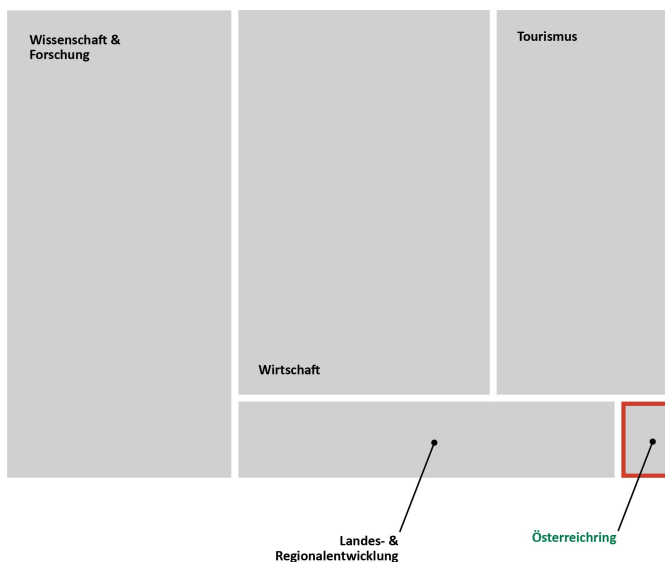 Wissenschaft &
Forschung
Tourismus
Wirtschaft
Landes- &
Regionalentwicklung
Österreichring